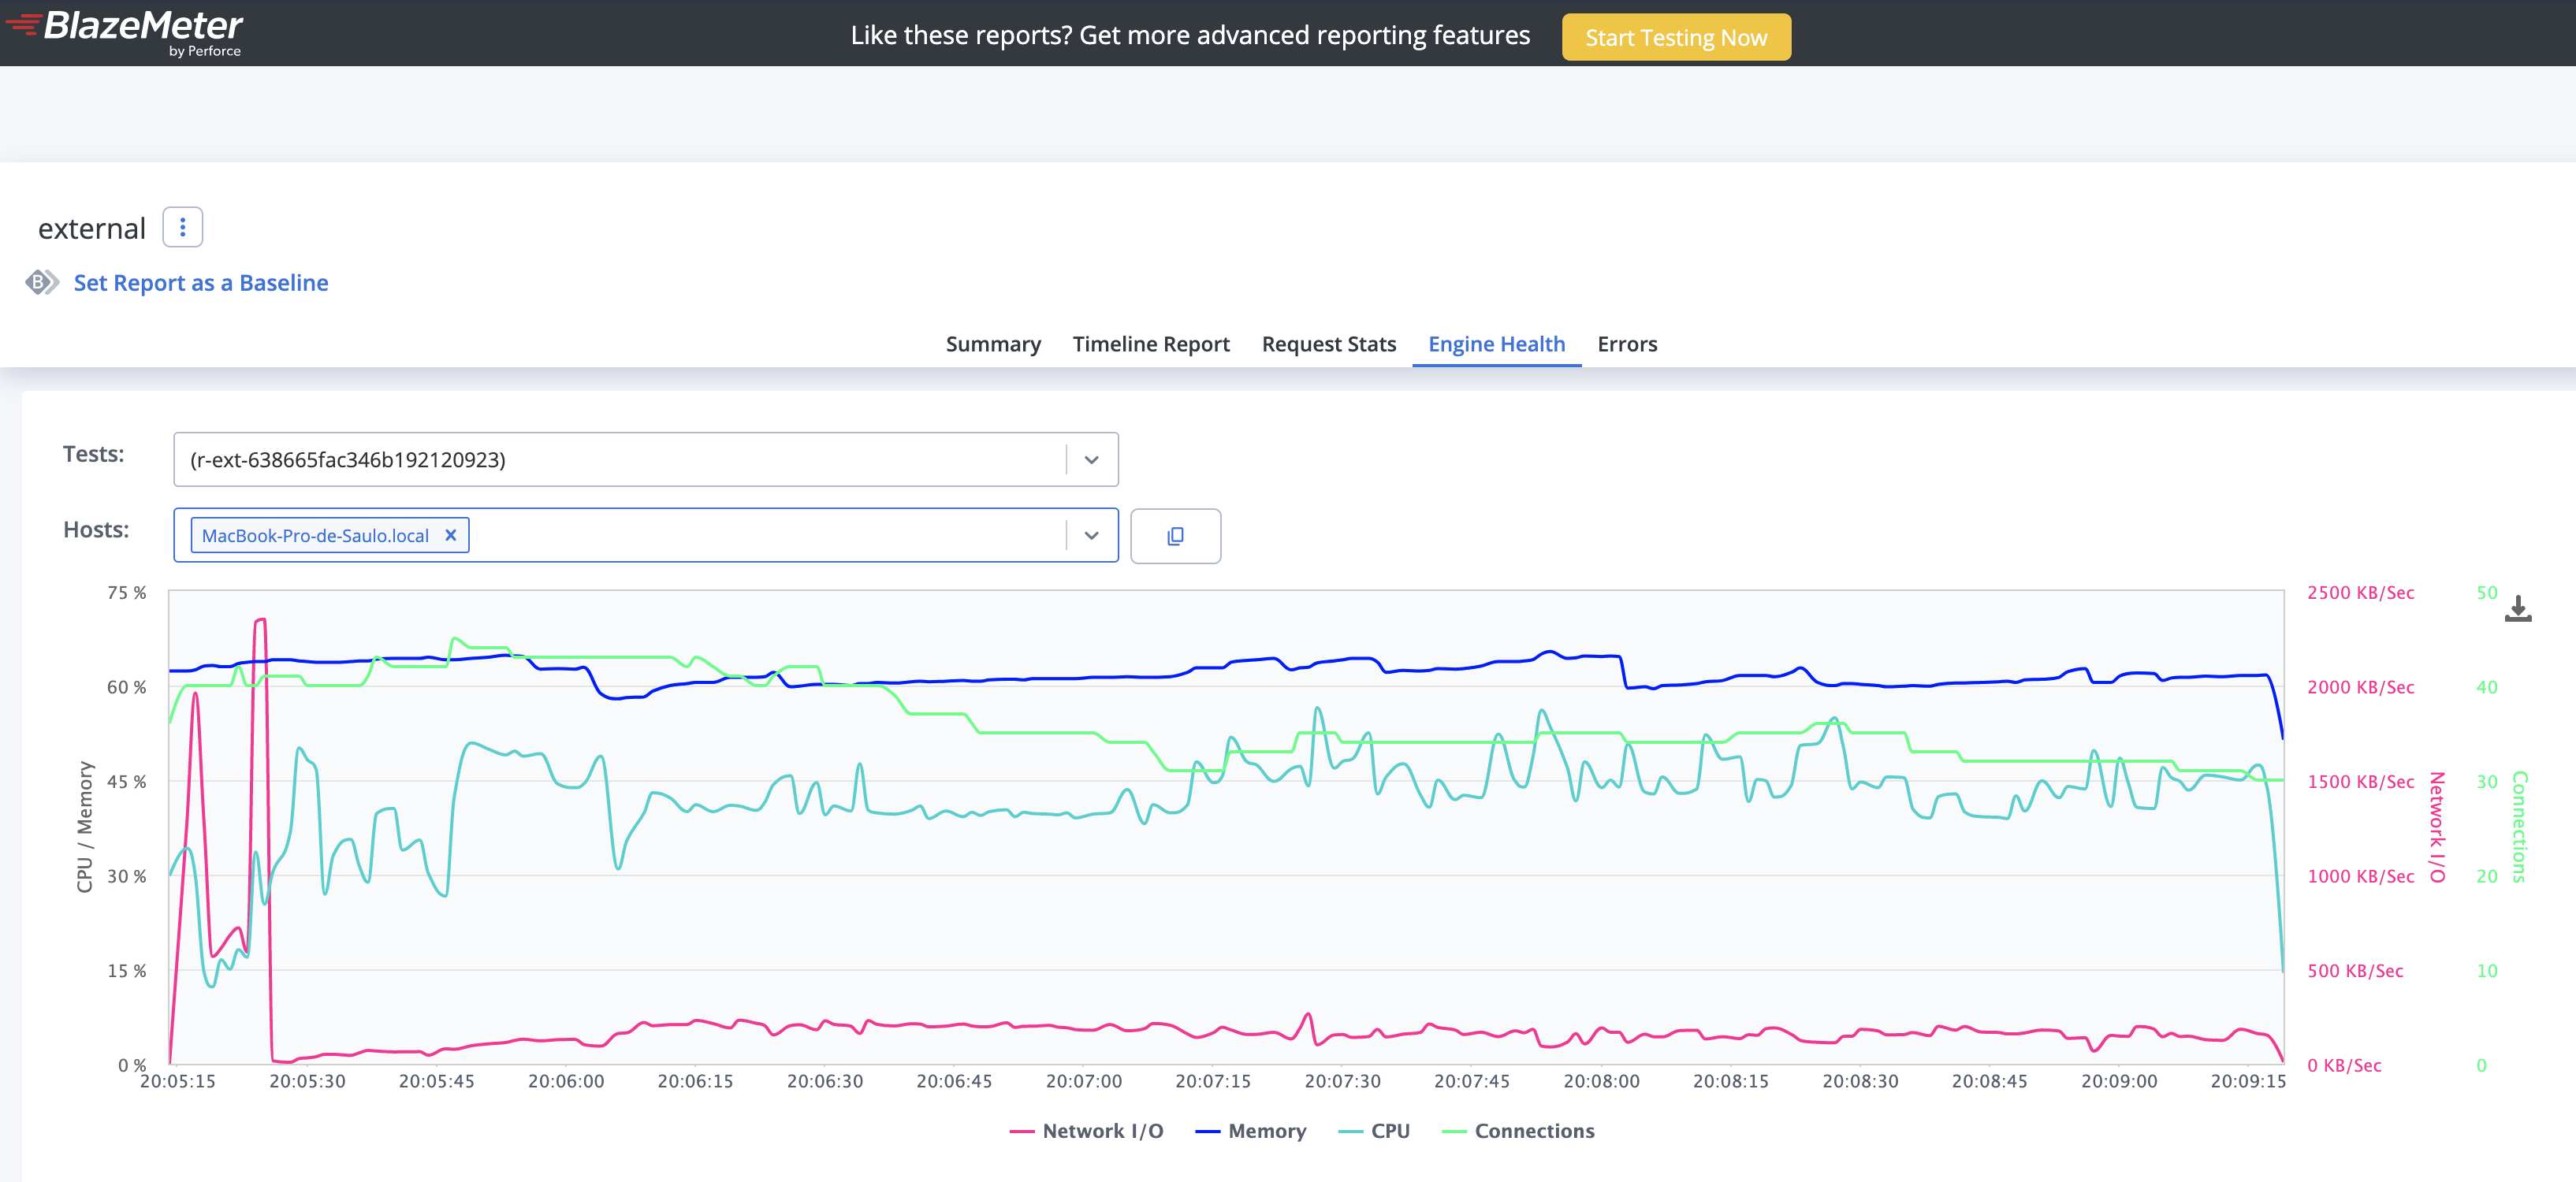 BlazeMeter
by Perforce
Like these reports? Get more advanced reporting features
Start Testing Now
external
B
Set Report as a Baseline
Summary
Timeline Report
Request Stats
Engine Health
Errors
Tests:
(r-ext-638665fac346b192120923)
Hosts:
MacBook-Pro-de-Saulo.local
75 %
60 %
45 %
30 %
15 %
0 %
CPU / Memory
2500 KB/Sec
2000 KB/Sec
1500 KB/Sec
1000 KB/Sec
500 KB/Sec
0 KB/Sec
Network I/O
50
40
30
20
10
0
Connections
20:05:15
20:05:30
20:05:45
20:06:00
20:06:15
20:06:30
20:06:45
20:07:00
20:07:15
20:07:30
20:07:45
20:08:00
20:08:15
20:08:30
20:08:45
20:09:00
20:09:15
Network I/O
Memory
CPU
Connections